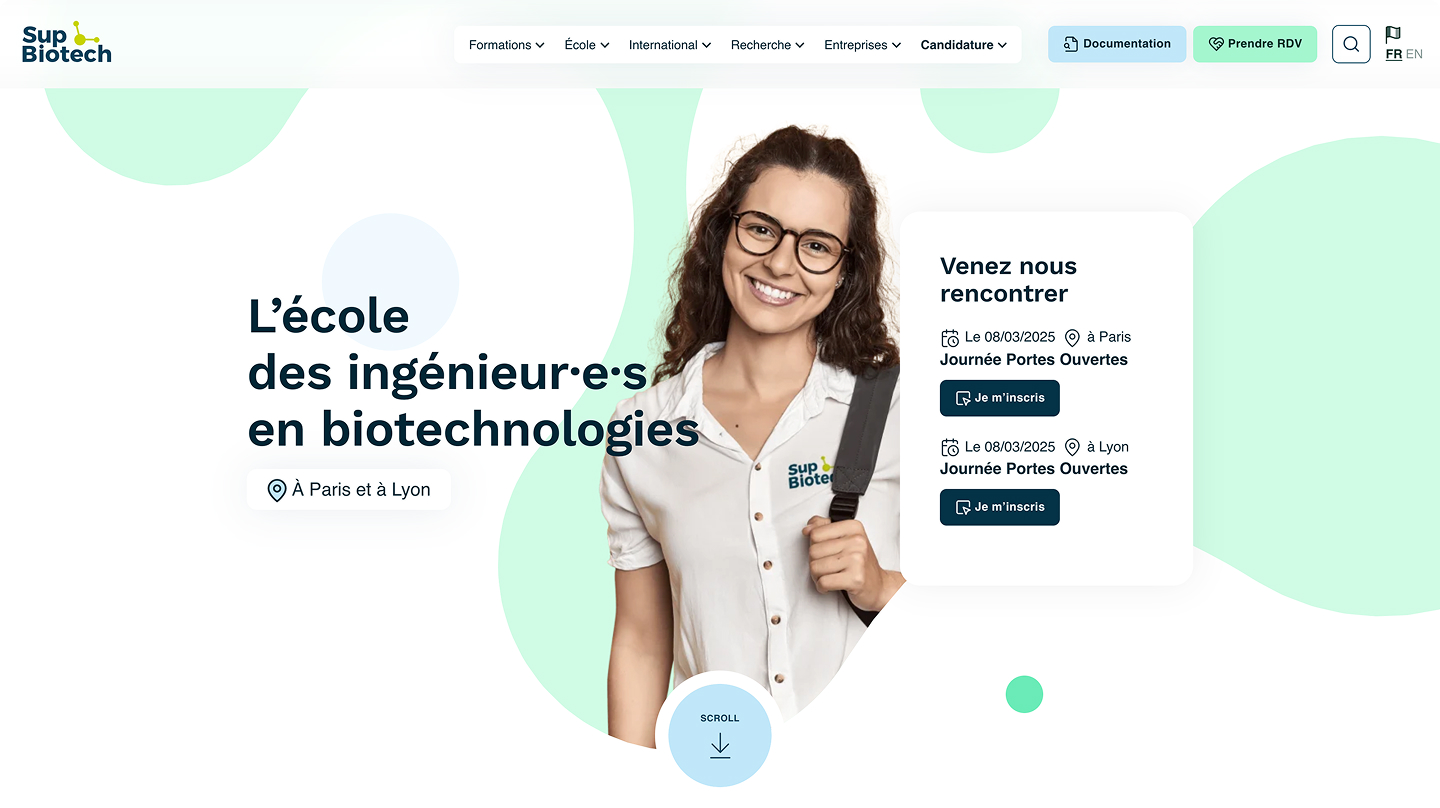 Sup
Biotech
Formations
École
International
Recherche
Entreprises
Candidature
Documentation
Prendre RDV
FR EN
L’école
des ingénieur·e·s
en biotechnologies
À Paris et à Lyon
Sup
Biotech
Venez nous
rencontrer
Le 08/03/2025 à Paris
Journée Portes Ouvertes
Je m’inscris
Le 08/03/2025 à Lyon
Journée Portes Ouvertes
Je m’inscris
SCROLL